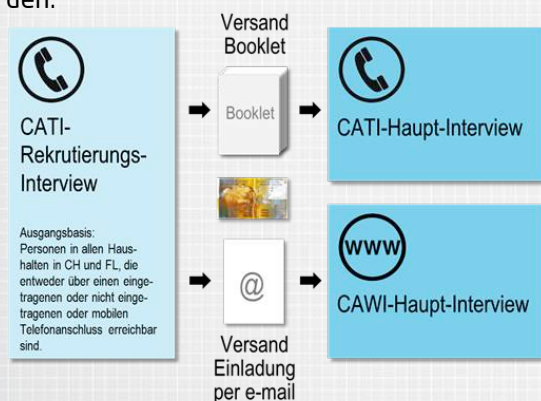 den.
CATI-
Rekrutierungs-
Interview
Ausgangsbasis:
Personen in allen Haus-
halten in CH und FL, die
entweder über einen einge-
tragenen oder nicht einge-
tragenen oder mobilen
Telefonanschluss erreichbar
sind.
Versand
Booklet
Booklet
@
Versand
Einladung
per e-mail
CATI-Haupt-Interview
www
CAWI-Haupt-Interview